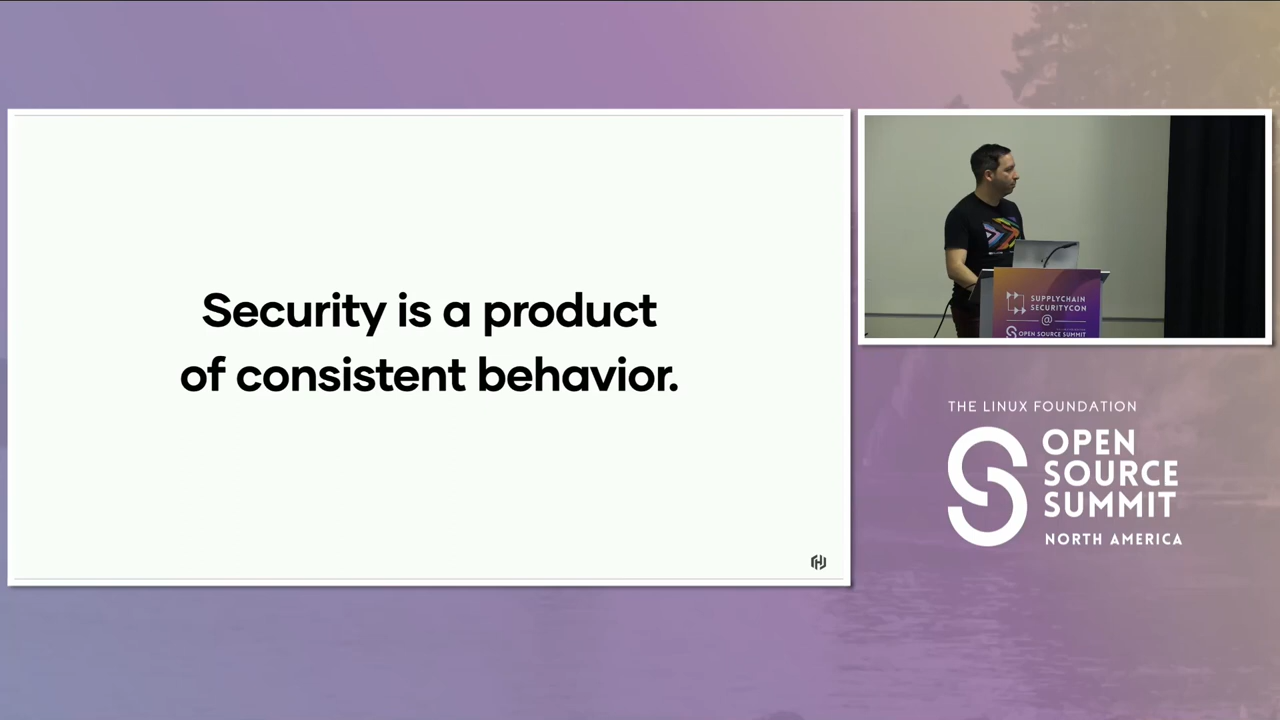 Security is a product
of consistent behavior.
SUPPLYCHAIN
SECURITYCON
@
OPEN SOURCE SUMMIT
THE LINUX FOUNDATION
OPEN
SOURCE
SUMMIT
NORTH AMERICA